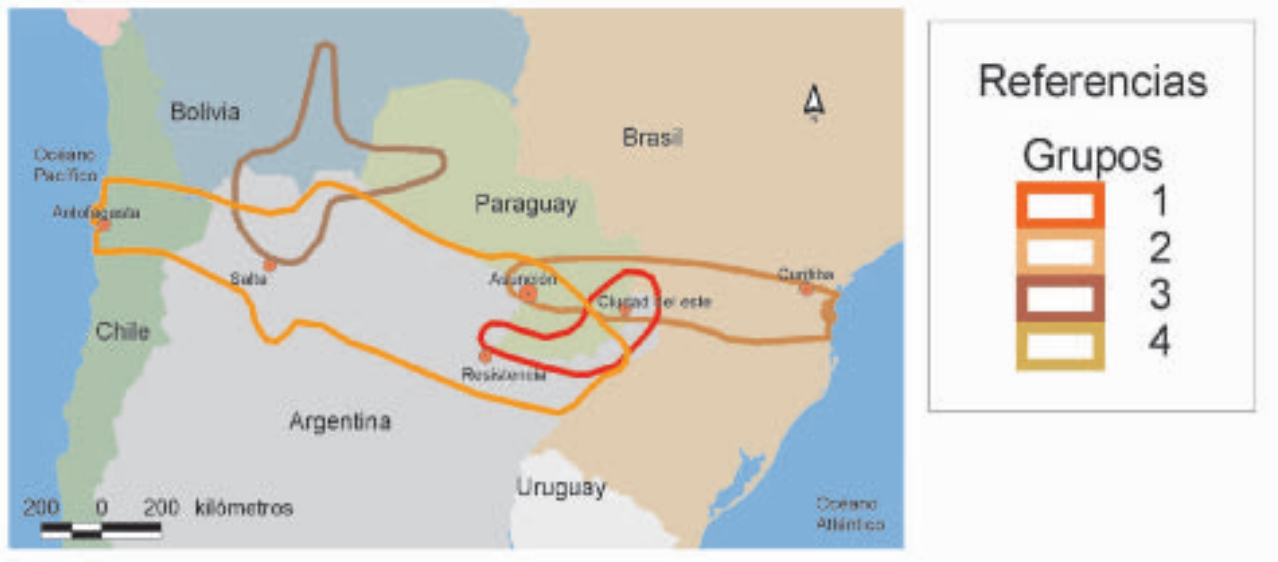 Bolivia
Brasil
Océano
Pacífico
Antofagasta
Paraguay
Salta
Asunción
Ciudad del este
Curitiba
Chile
Resistencia
Argentina
Uruguay
200 0 200 kilómetros
Océano
Atlántico
Referencias
Grupos
1
2
3
4